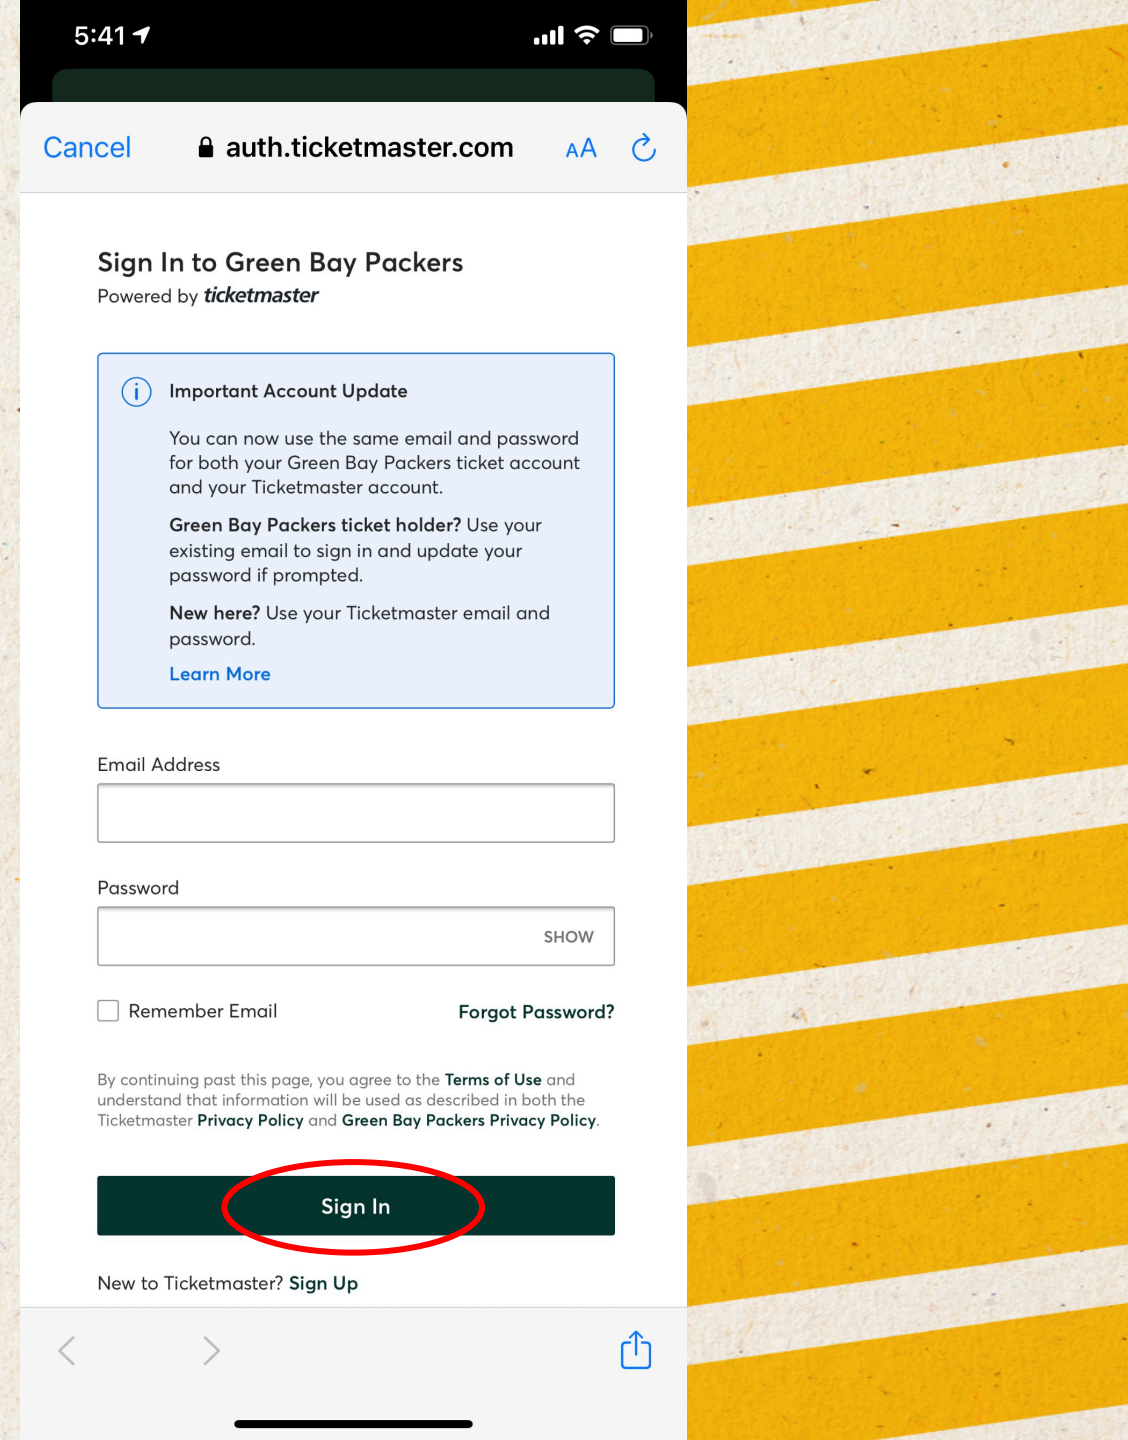 5:41
Cancel
auth.ticketmaster.com
AA
Sign In to Green Bay Packers
Powered by ticketmaster
Important Account Update
You can now use the same email and password
for both your Green Bay Packers ticket account
and your Ticketmaster account.
Green Bay Packers ticket holder? Use your
existing email to sign in and update your
password if prompted.
New here? Use your Ticketmaster email and
password.
Learn More
Email Address
Password
SHOW
Remember Email
Forgot Password?
By continuing past this page, you agree to the Terms of Use and
understand that information will be used as described in both the
Ticketmaster Privacy Policy and Green Bay Packers Privacy Policy.
Sign In
New to Ticketmaster? Sign Up